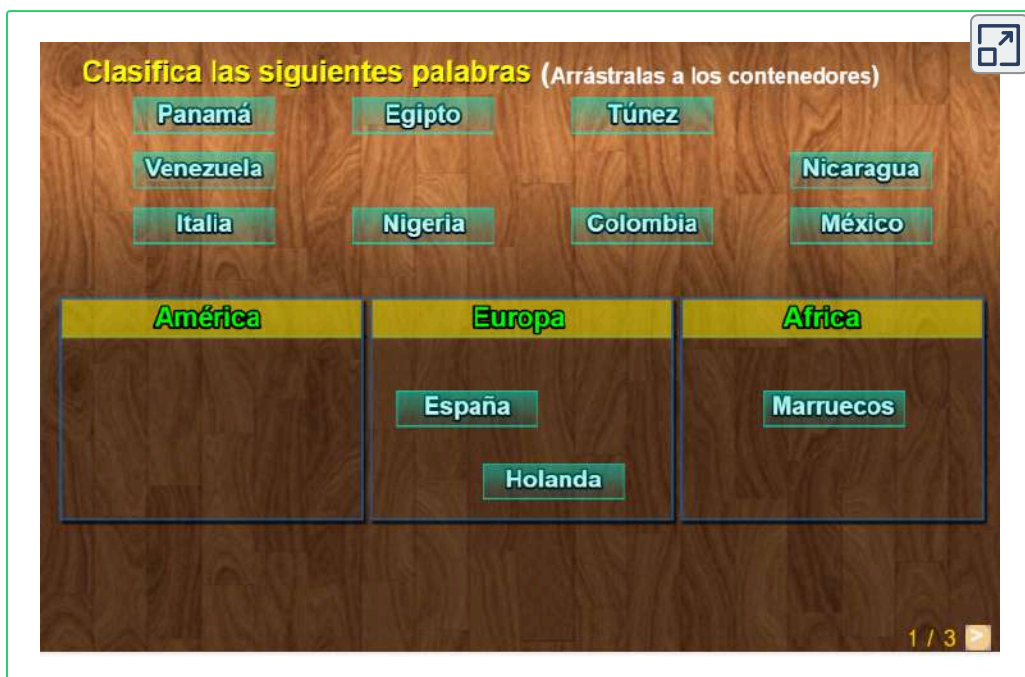 Clasifica las siguientes palabras (Arrástralas a los contenedores)
Panamá Egipto Túnez
Venezuela Nicaragua
Italia Nigeria Colombia México
América Europa Africa
España Marruecos
Holanda
1 / 3 >